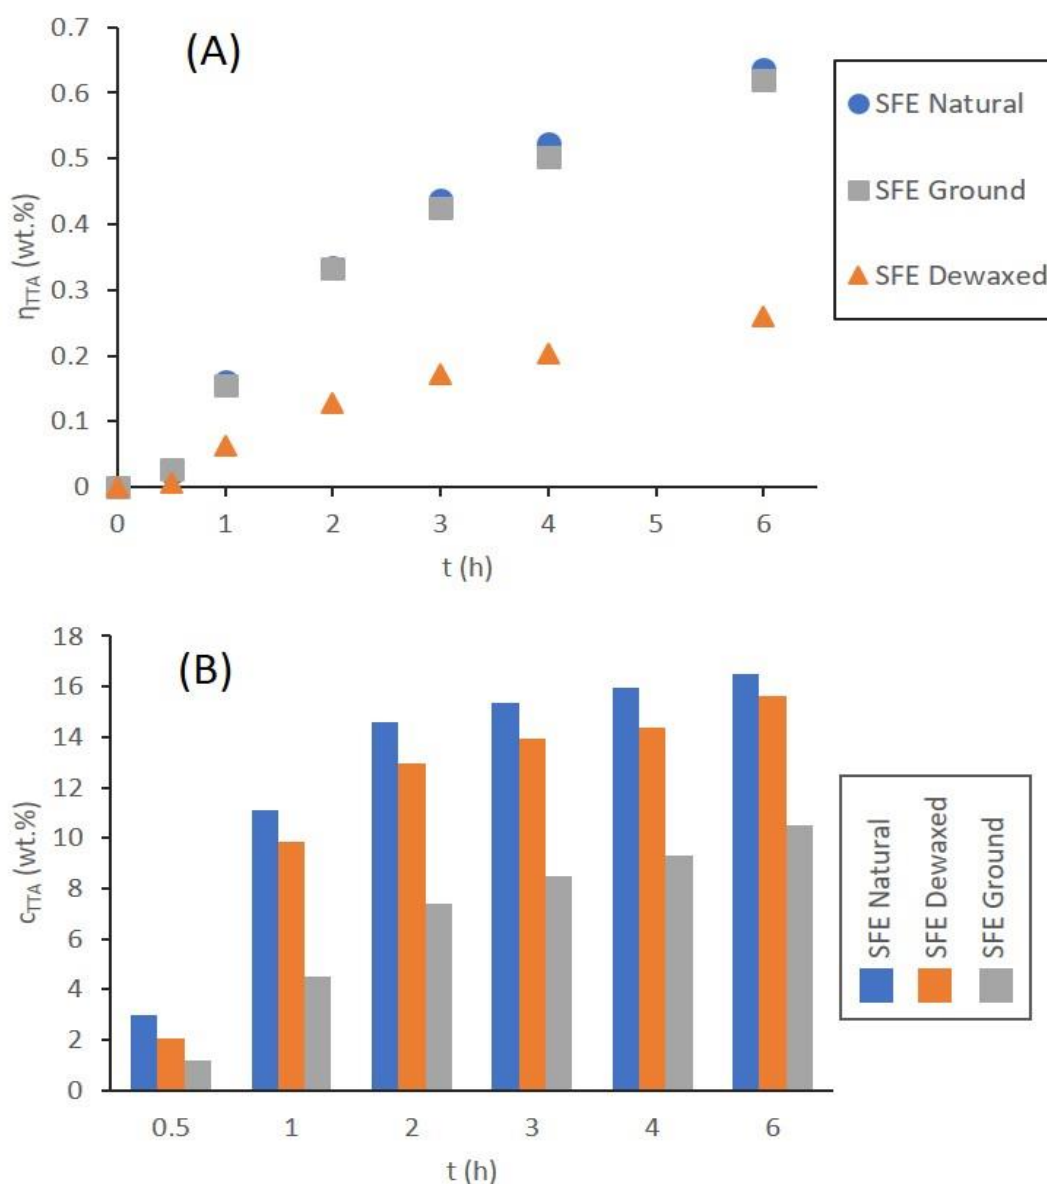 (A)
0.7
0.6
0.5
0.4
0.3
0.2
0.1
0
ηTTA (wt.%)
0 1 2 3 4 5 6
t (h)
SFE Natural
SFE Ground
SFE Dewaxed
(B)
18
16
14
12
10
8
6
4
2
0
cTTA (wt.%)
0.5 1 2 3 4 6
t (h)
SFE Natural
SFE Dewaxed
SFE Ground